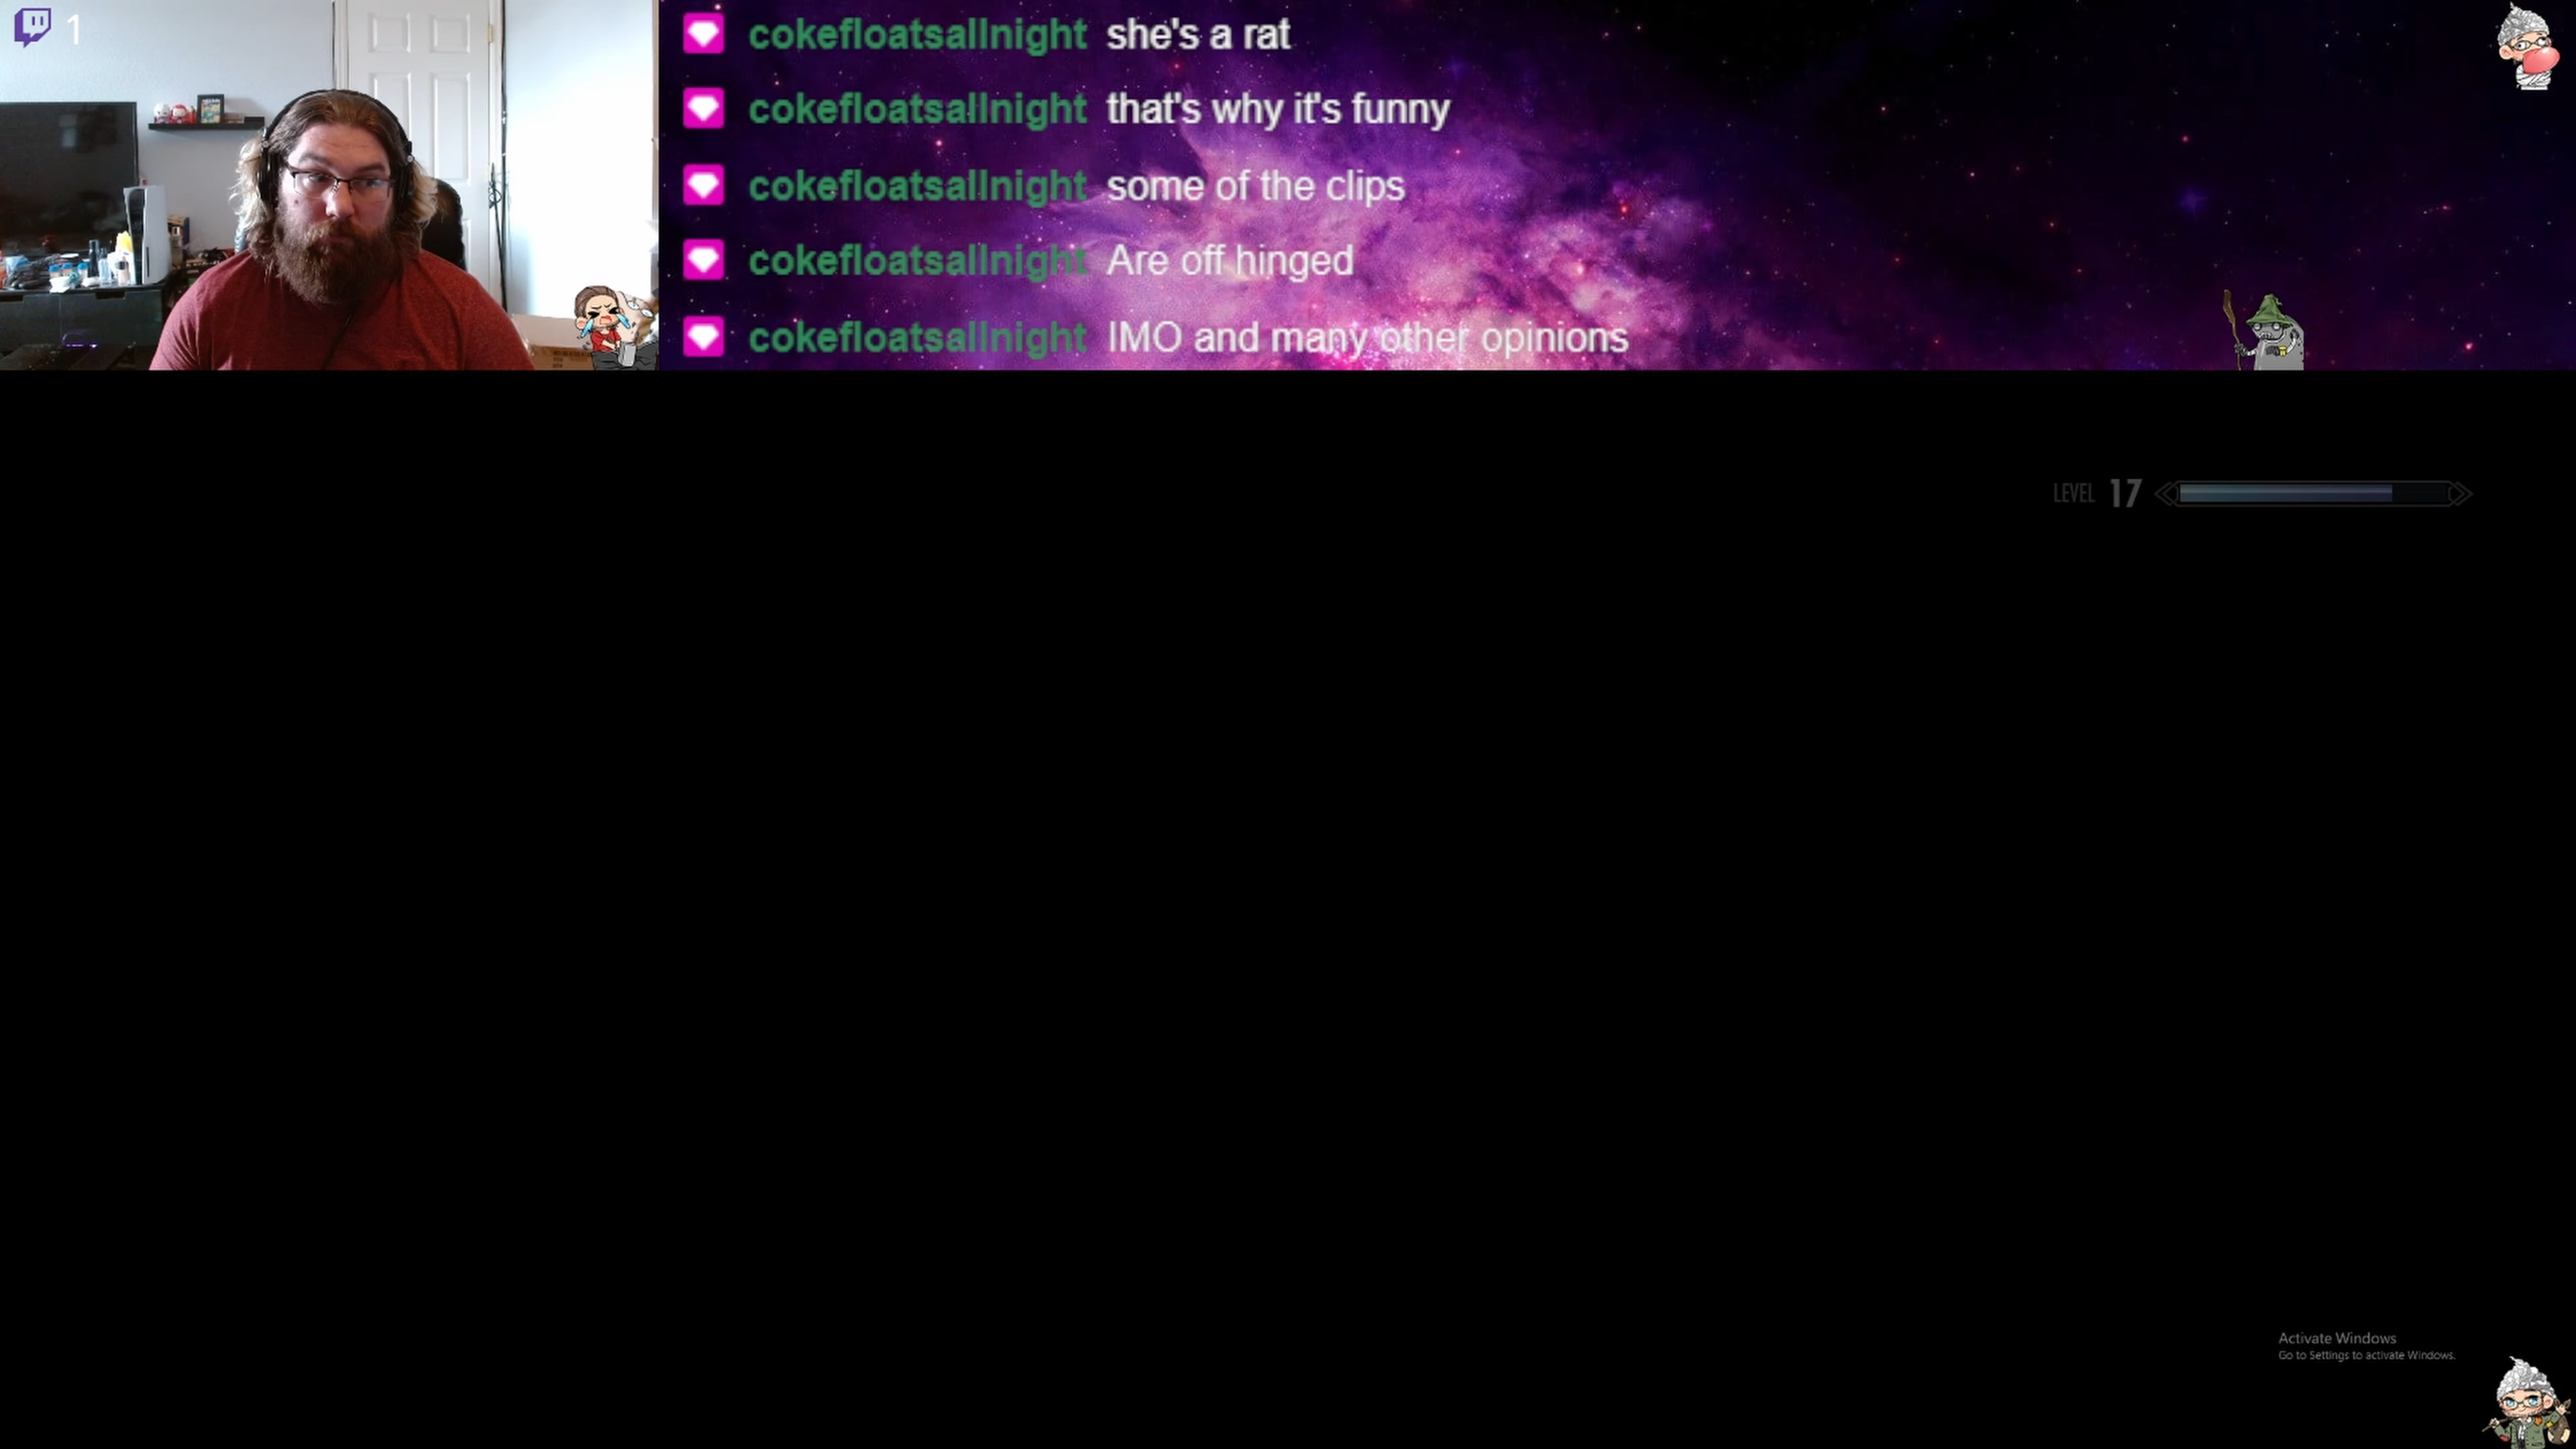 1
cokefloatsallnight she's a rat
cokefloatsallnight that's why it's funny
cokefloatsallnight some of the clips
cokefloatsallnight Are off hinged
cokefloatsallnight IMO and many other opinions
LEVEL 17
Activate Windows
Go to Settings to activate Windows.